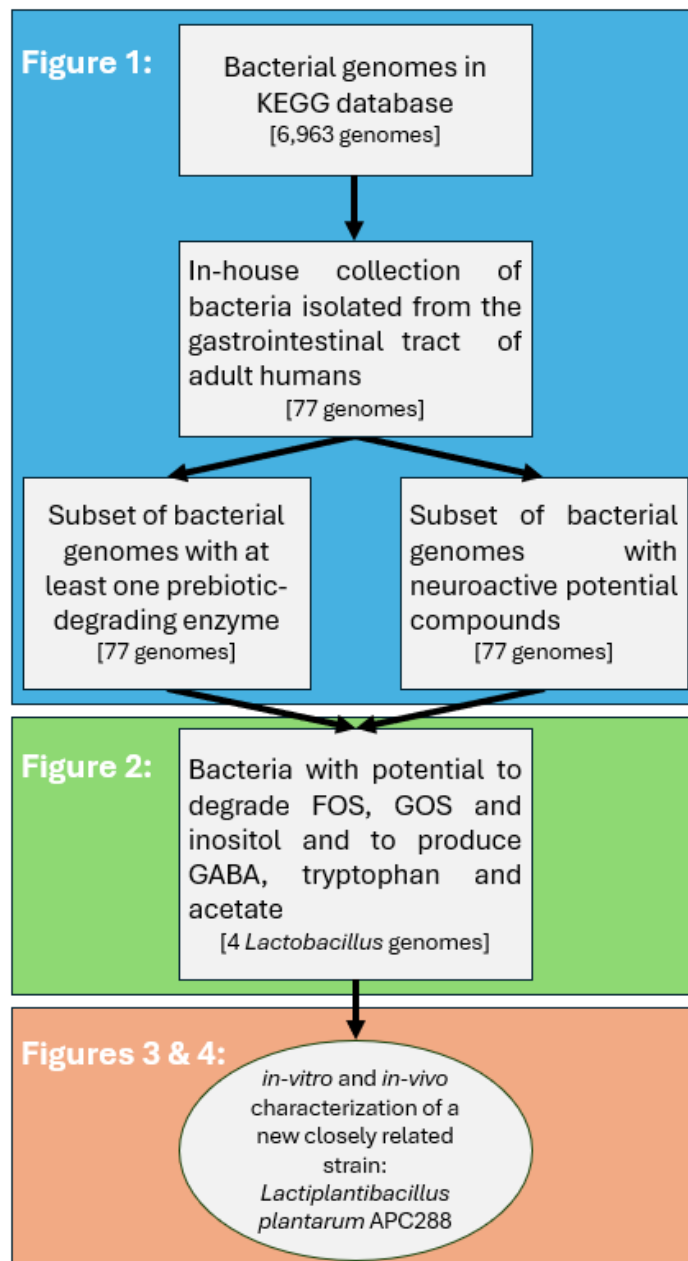 Figure 1:
Bacterial genomes in
KEGG database
[6,963 genomes]
In-house collection of
bacteria isolated from the
gastrointestinal tract of
adult humans
[77 genomes]
Subset of bacterial
genomes with at
least one prebiotic-
degrading enzyme
[77 genomes]
Subset of bacterial
genomes with
neuroactive potential
compounds
[77 genomes]
Figure 2:
Bacteria with potential to
degrade FOS, GOS and
inositol and to produce
GABA, tryptophan and
acetate
[4 Lactobacillus genomes]
Figures 3 & 4:
in-vitro and in-vivo
characterization of a
new closely related
strain:
Lactiplantibacillus
plantarum APC288